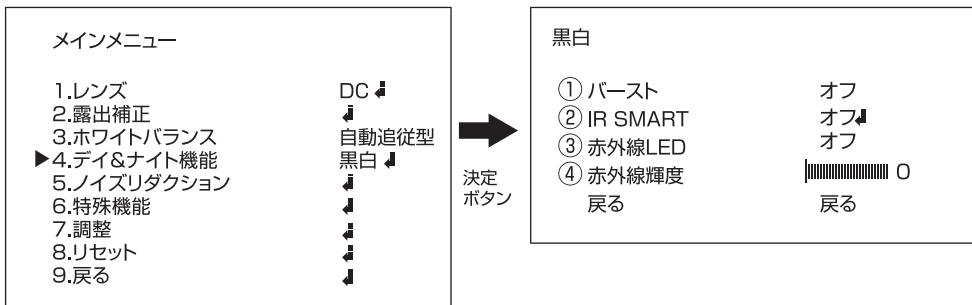 メインメニュー
1.レンズ DC
2.露出補正
3.ホワイトバランス 自動追従型
▶4.デイ&ナイト機能 黒白
5.ノイズリダクション
6.特殊機能
7.調整
8.リセット
9.戻る
決定
ボタン
黒白
① バースト オフ
② IR SMART オフ
③ 赤外線LED オフ
④ 赤外線輝度 0
戻る 戻る